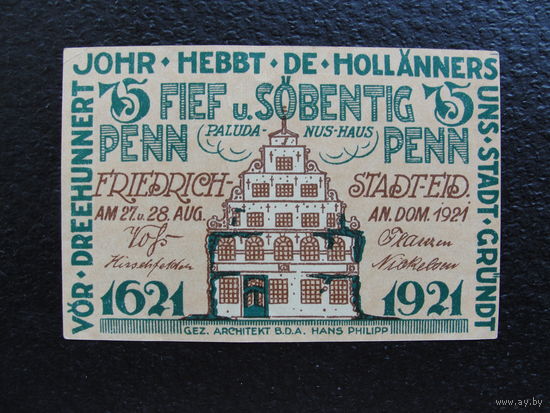 VÖR · DREEHUNNERT
JOHR · HEBBT · DE · HOLLÄNNERS
UNS · STADT · GRÜNDT
75 FIEF u. SÖBENTIG 75
PENN PALUDA- NUS-HAUS PENN
FRIEDRICH- STADT-EID.
AM 27. u. 28. AUG. AN. DOM. 1921
Nickelsen
1621 1921
GEZ. ARCHITEKT B.D.A. HANS PHILIPP
www.ay.by